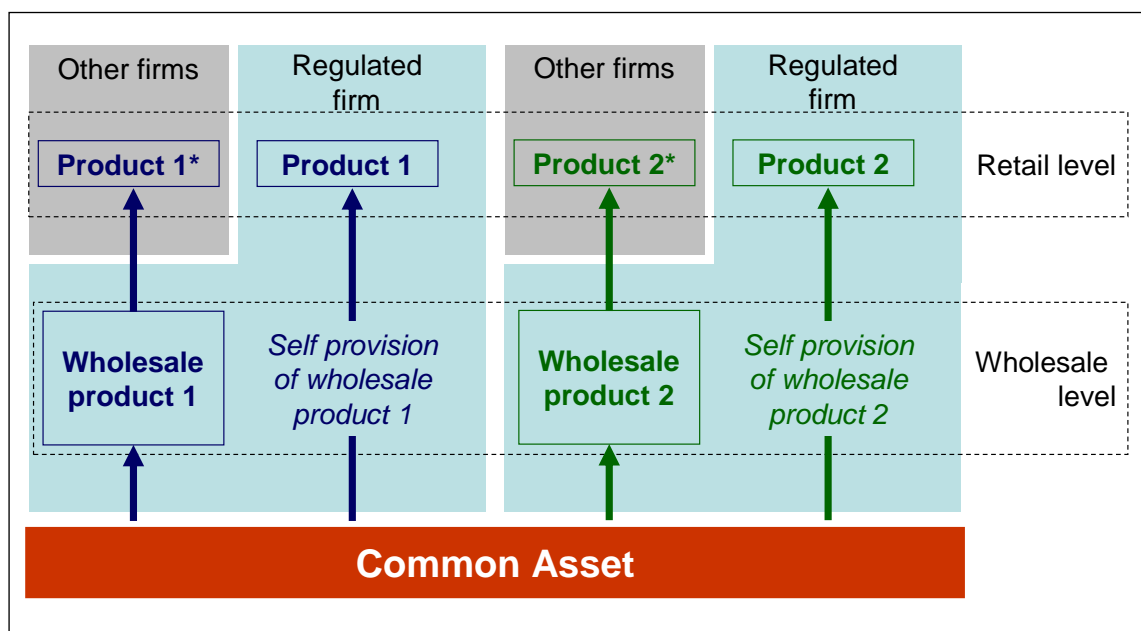 Other firms
Regulated
firm
Other firms
Regulated
firm
Product 1*
Product 1
Product 2*
Product 2
Retail level
Wholesale
product 1
Self provision
of wholesale
product 1
Wholesale
product 2
Self provision
of wholesale
product 2
Wholesale
level
Common Asset